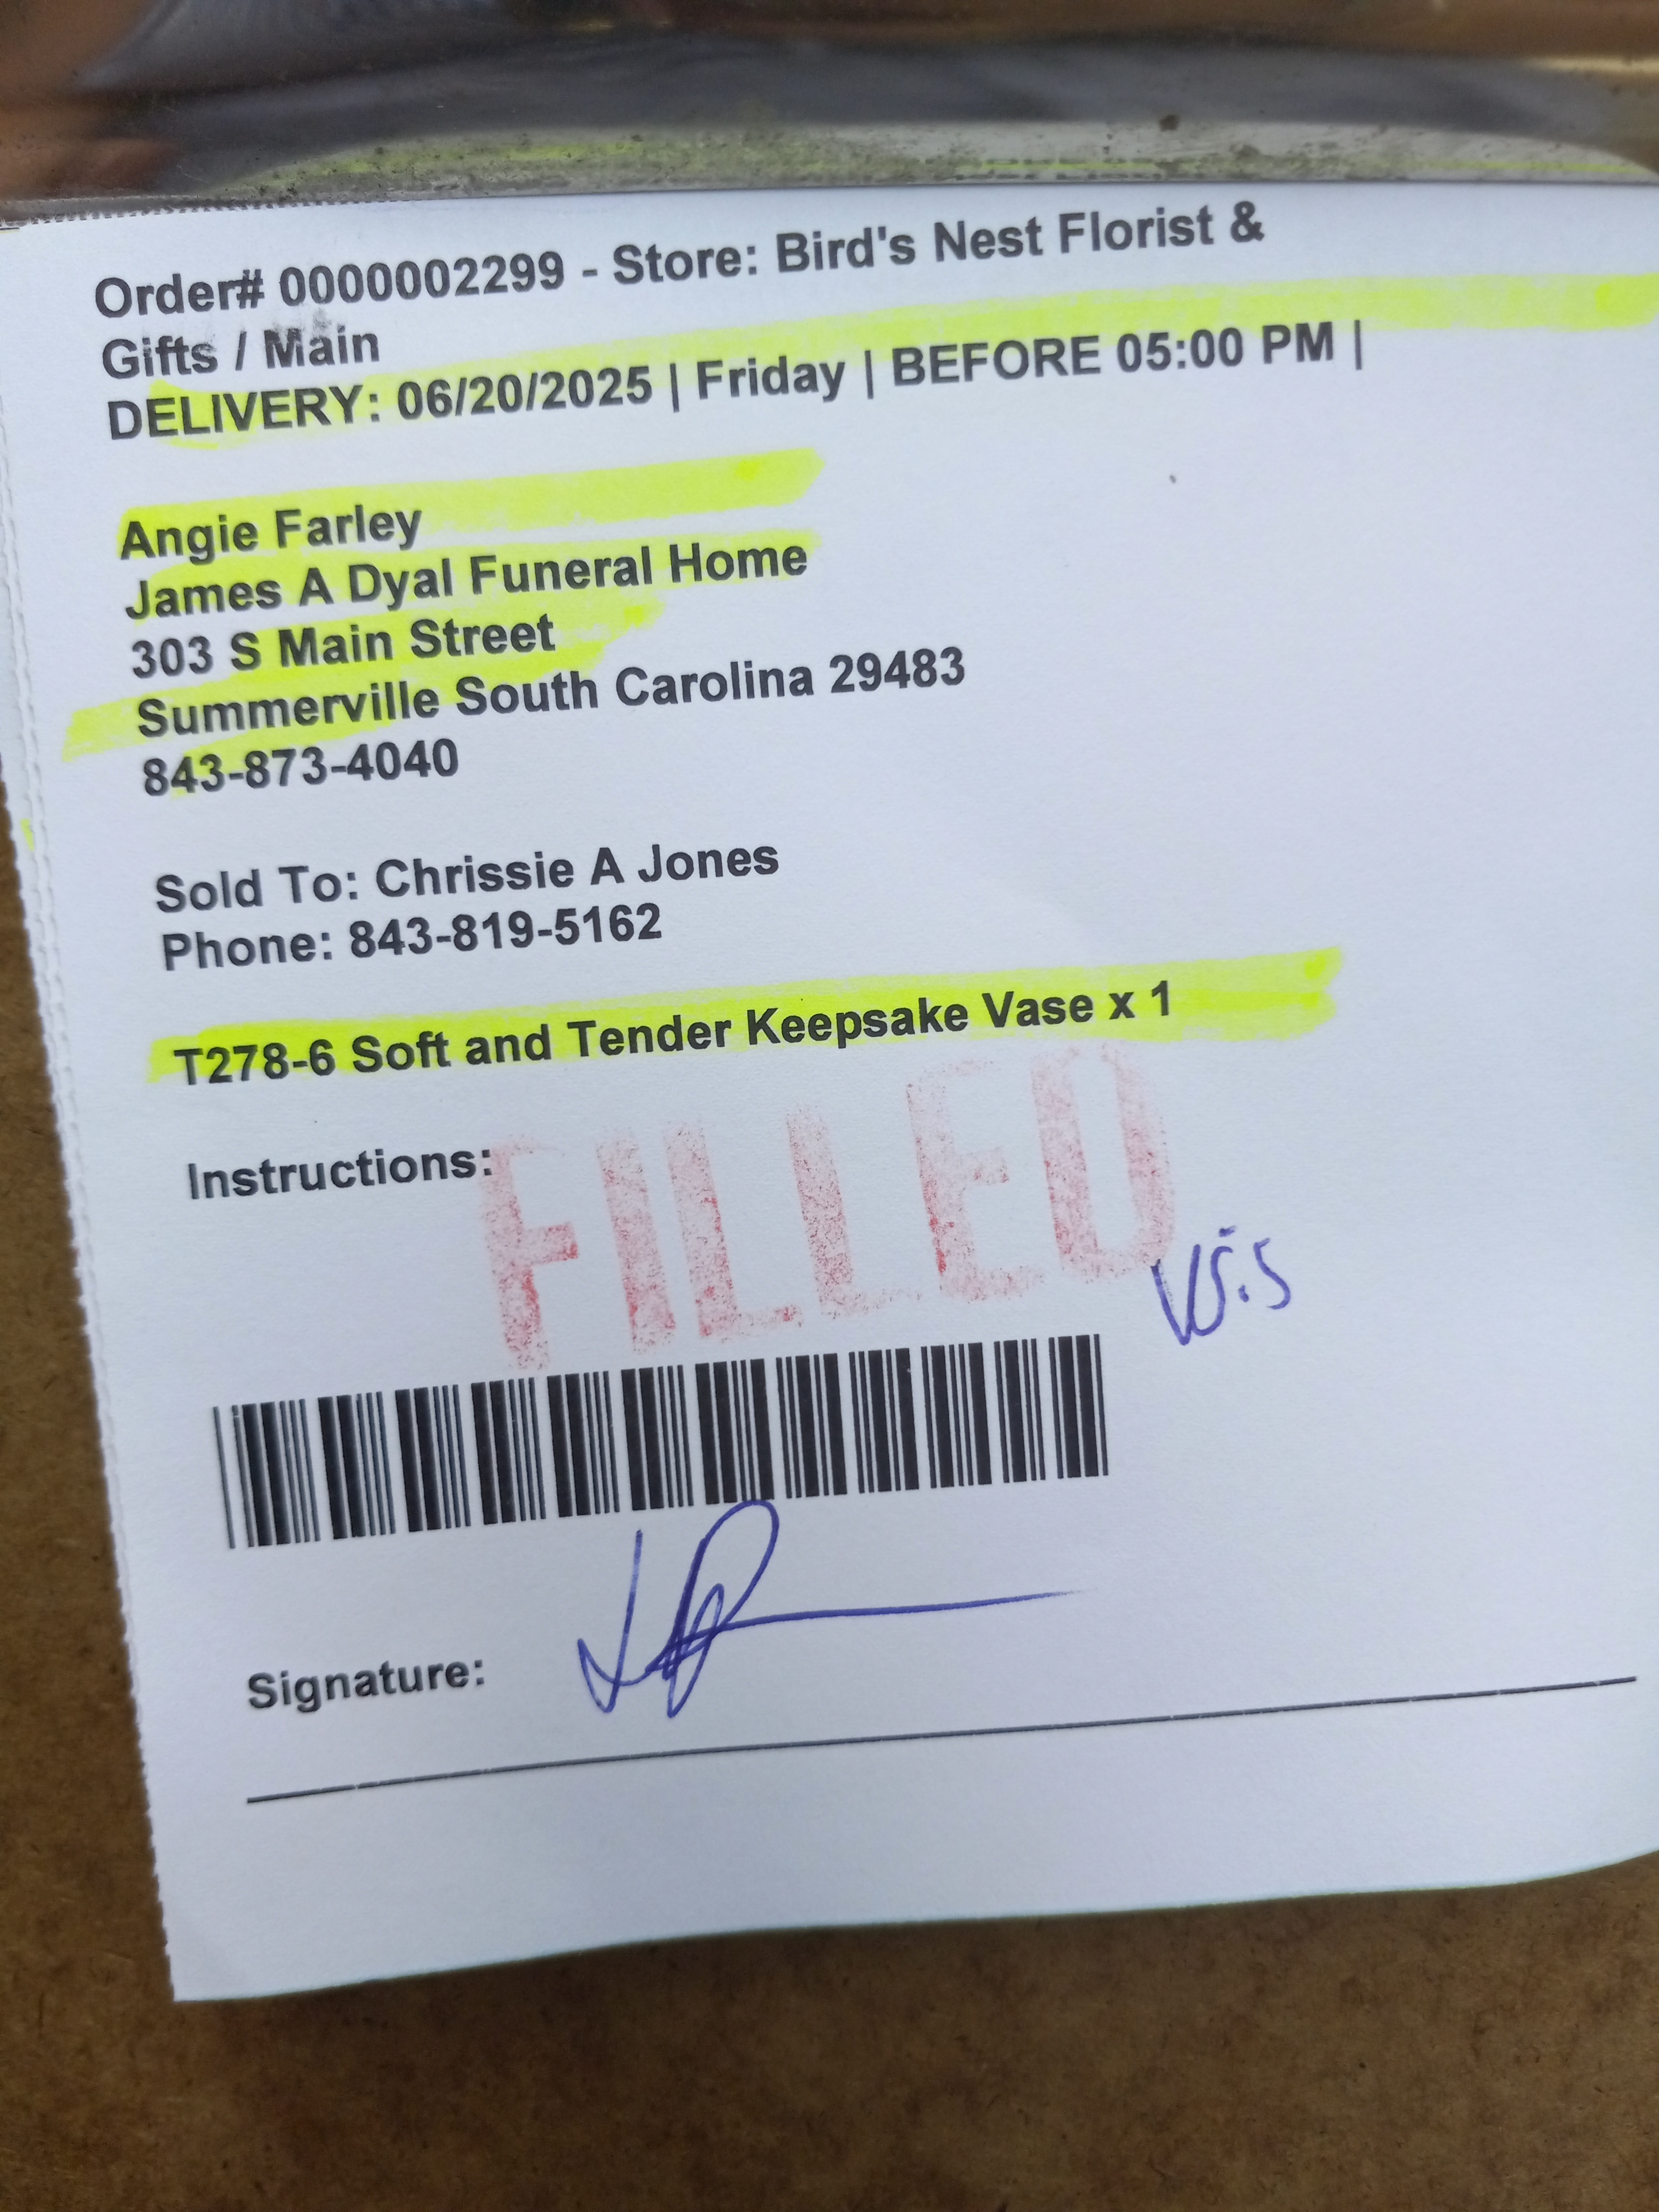 Order# 0000002299 - Store: Bird's Nest Florist &
Gifts / Main
DELIVERY: 06/20/2025 | Friday | BEFORE 05:00 PM |
Angie Farley
James A Dyal Funeral Home
303 S Main Street
Summerville South Carolina 29483
843-873-4040
Sold To: Chrissie A Jones
Phone: 843-819-5162
T278-6 Soft and Tender Keepsake Vase x 1
Instructions:
FILLED
Signature: